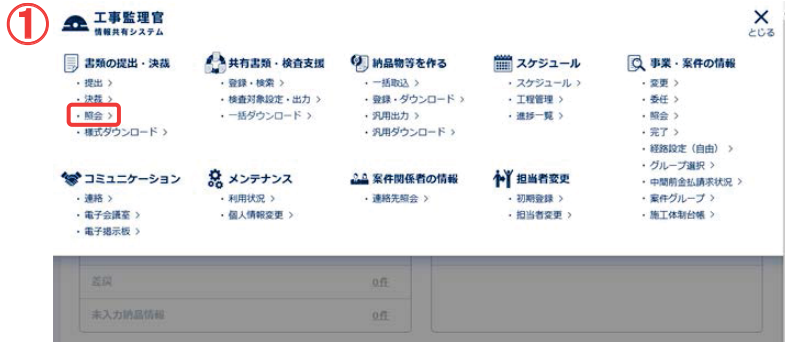 ①
工事監理官
情報共有システム
とじる
書類の提出・決裁
・提出 >
・決裁 >
・照会 >
・様式ダウンロード >
共有書類・検査支援
・登録・検索 >
・検査対象設定・出力 >
・一括ダウンロード >
納品物等を作る
・一括取込 >
・登録・ダウンロード >
・汎用出力 >
・汎用ダウンロード >
スケジュール
・スケジュール >
・工程管理 >
・進捗一覧 >
事業・案件の情報
・変更 >
・委任 >
・照会 >
・完了 >
・経路設定（自由） >
・グループ選択 >
・中間前金払請求状況 >
・案件グループ >
・施工体制台帳 >
コミュニケーション
・連絡 >
・電子会議室 >
・電子掲示板 >
メンテナンス
・利用状況 >
・個人情報変更 >
案件関係者の情報
・連絡先照会 >
担当者変更
・初期登録 >
・担当者変更 >
差戻 0件
未入力納品情報 0件